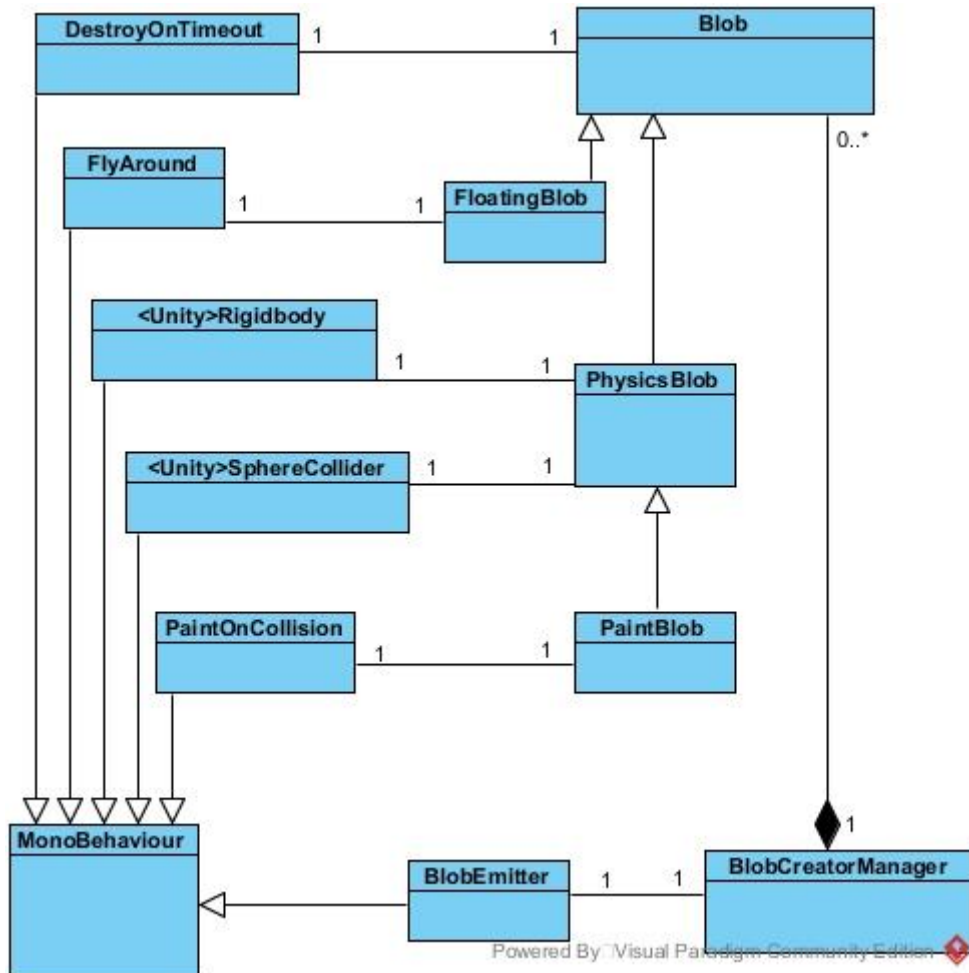 DestroyOnTimeout
1
1
Blob
0..*
FlyAround
1
1
FloatingBlob
<Unity>Rigidbody
1
1
PhysicsBlob
<Unity>SphereCollider
1
1
PaintOnCollision
1
1
PaintBlob
MonoBehaviour
BlobEmitter
1
1
1
BlobCreatorManager
Powered By Visual Paradigm Community Edition